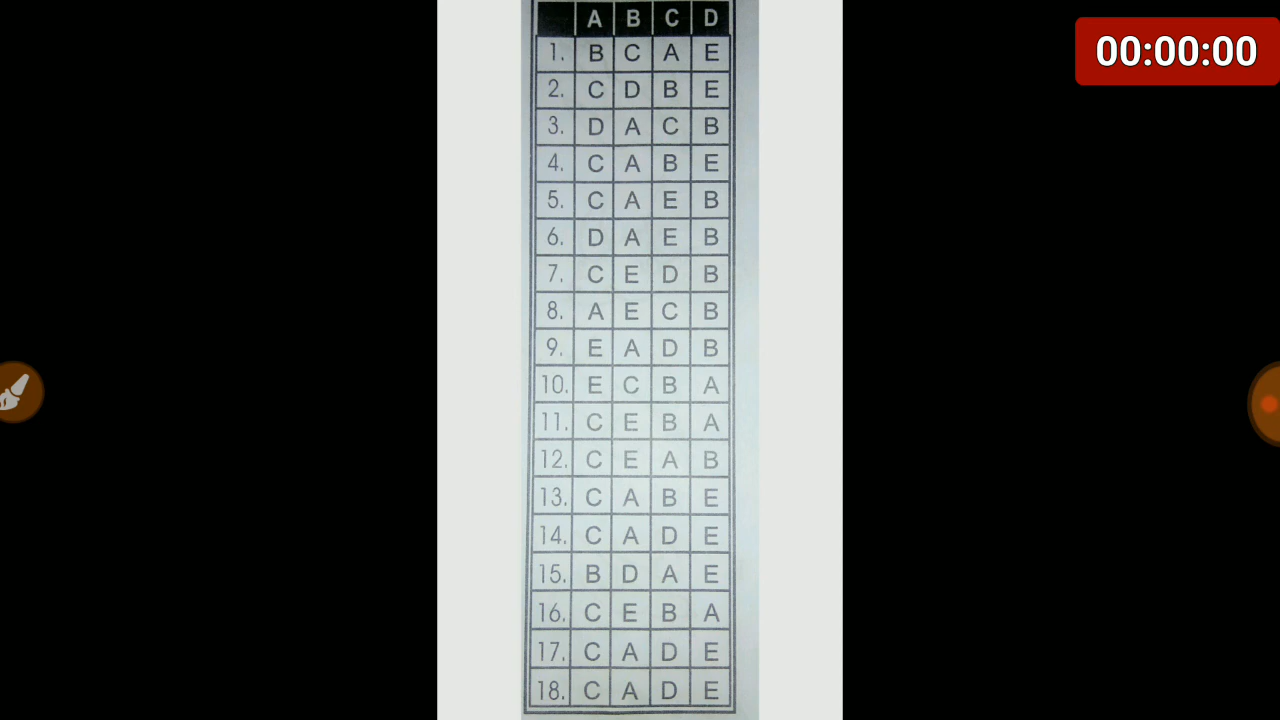 00:00:00
A B C D
1. B C A E
2. C D B E
3. D A C B
4. C A B E
5. C A E B
6. D A E B
7. C E D B
8. A E C B
9. E A D B
10. E C B A
11. C E B A
12. C E A B
13. C A B E
14. C A D E
15. B D A E
16. C E B A
17. C A D E
18. C A D E